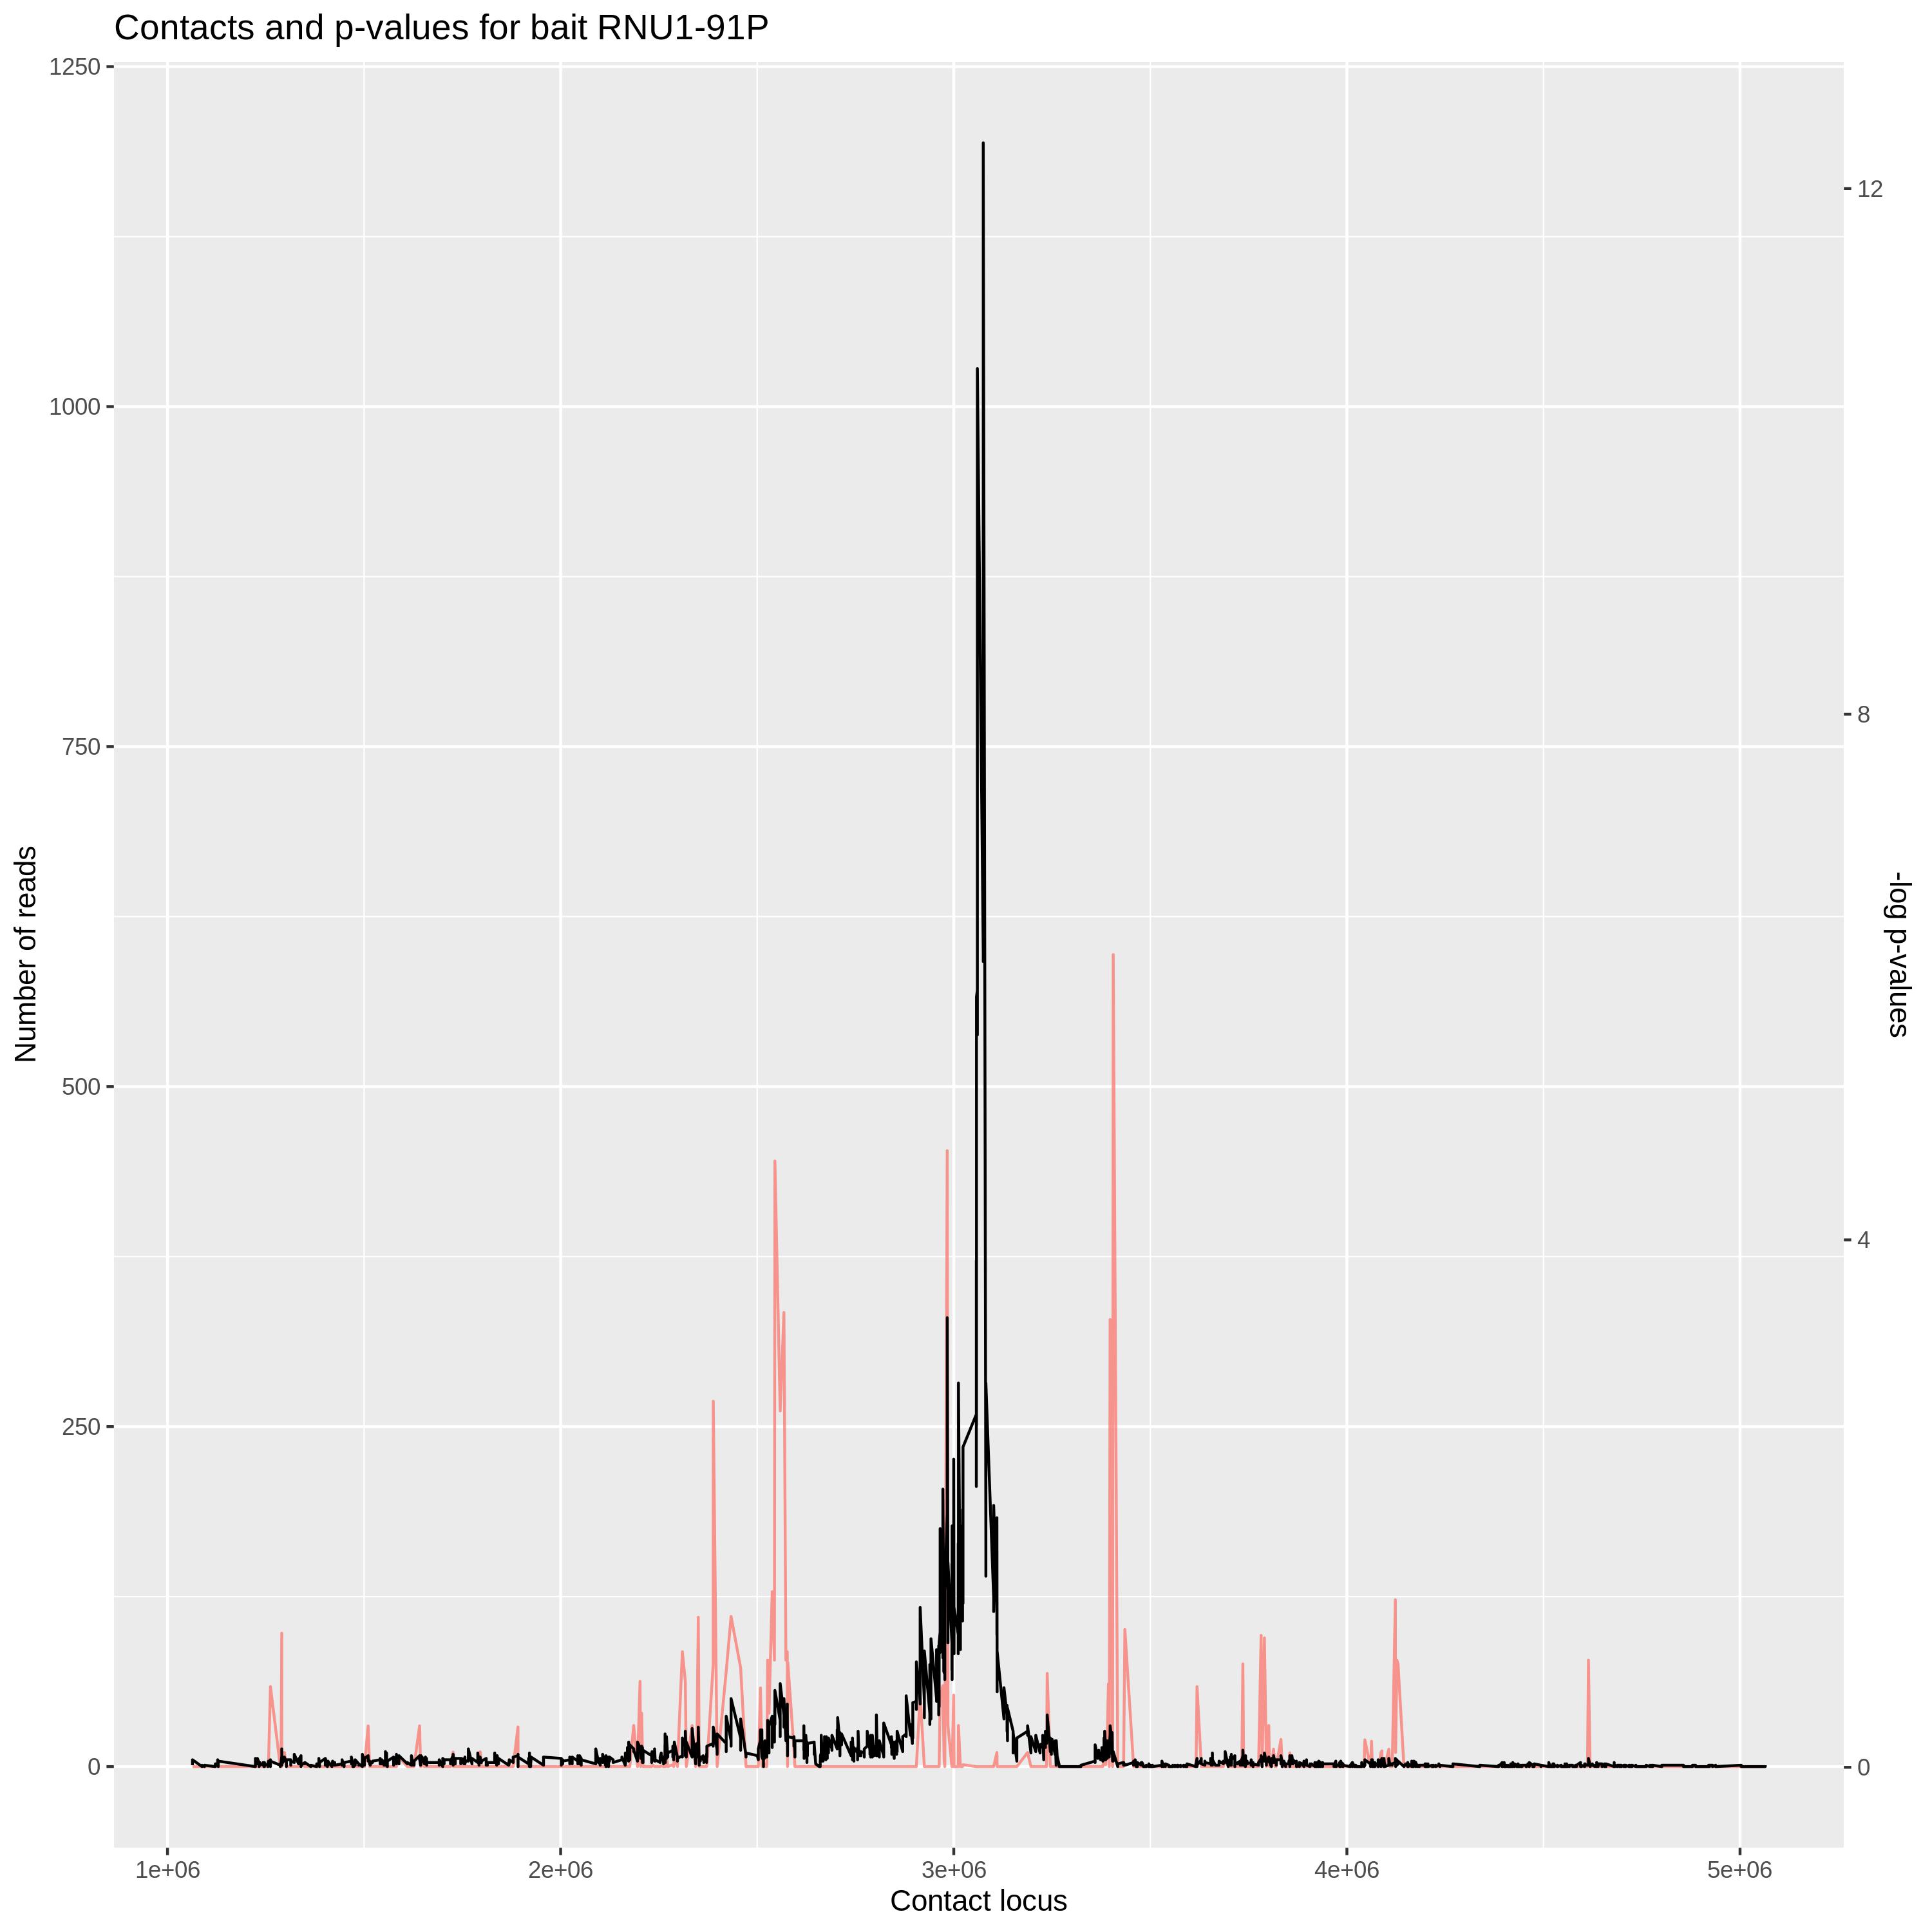 Contacts and p-values for bait RNU1-91P
1250
1000
750
500
250
0
Number of reads
12
8
4
0
-log p-values
1e+06 2e+06 3e+06 4e+06 5e+06
Contact locus